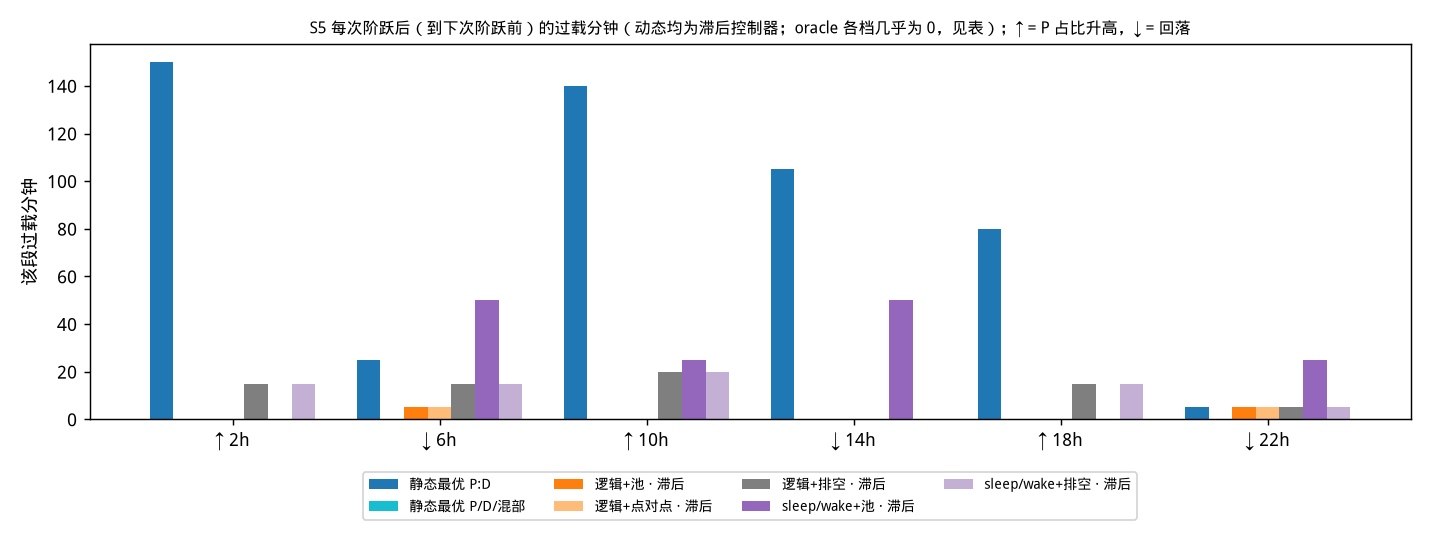 S5 每次阶跃后（到下次阶跃前）的过载分钟（动态均为滞后控制器；oracle 各档几乎为 0，见表）；↑= P 占比升高，↓= 回落
该段过载分钟
140
120
100
80
60
40
20
0
↑2h
↓6h
↑10h
↓14h
↑18h
↓22h
静态最优 P:D
静态最优 P/D/混部
逻辑+池 · 滞后
逻辑+点对点 · 滞后
逻辑+排空 · 滞后
sleep/wake+池 · 滞后
sleep/wake+排空 · 滞后